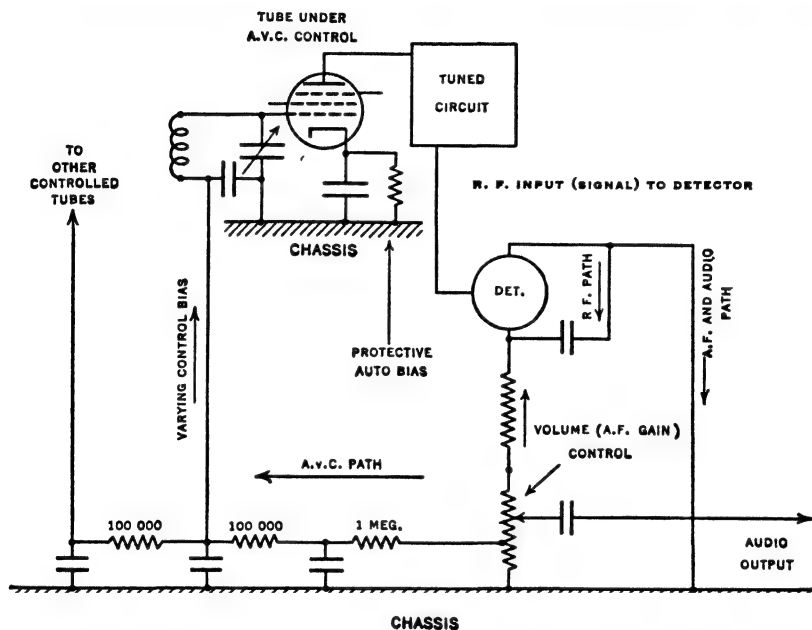 TUBE UNDER
A.V.C. CONTROL
TUNED
CIRCUIT
TO
OTHER
CONTROLLED
TUBES
R. F. INPUT (SIGNAL) TO DETECTOR
CHASSIS
DET.
R F. PATH
A.F. AND AUDIO
PATH
VARYING CONTROL BIAS
PROTECTIVE
AUTO BIAS
VOLUME (A.F. GAIN)
CONTROL
A.V.C. PATH
100 000
100 000
1 MEG.
AUDIO
OUTPUT
CHASSIS